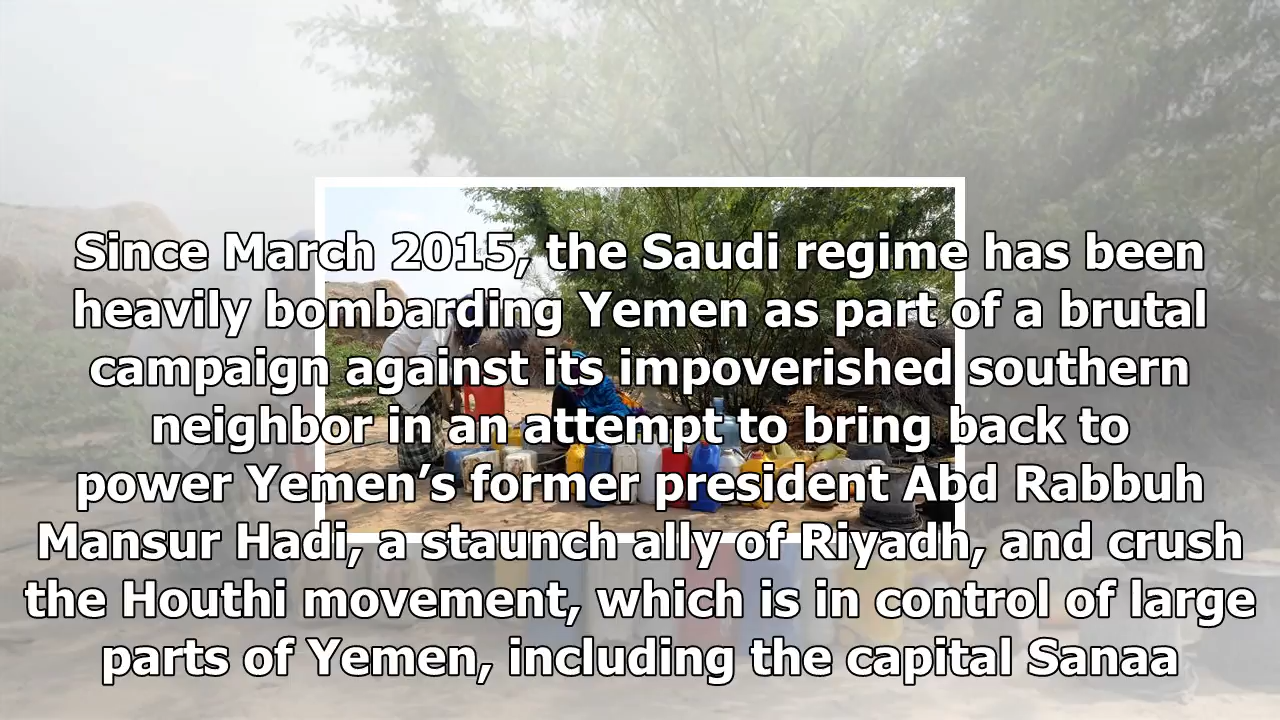 Since March 2015, the Saudi regime has been
heavily bombarding Yemen as part of a brutal
campaign against its impoverished southern
neighbor in an attempt to bring back to
power Yemen’s former president Abd Rabbuh
Mansur Hadi, a staunch ally of Riyadh, and crush
the Houthi movement, which is in control of large
parts of Yemen, including the capital Sanaa